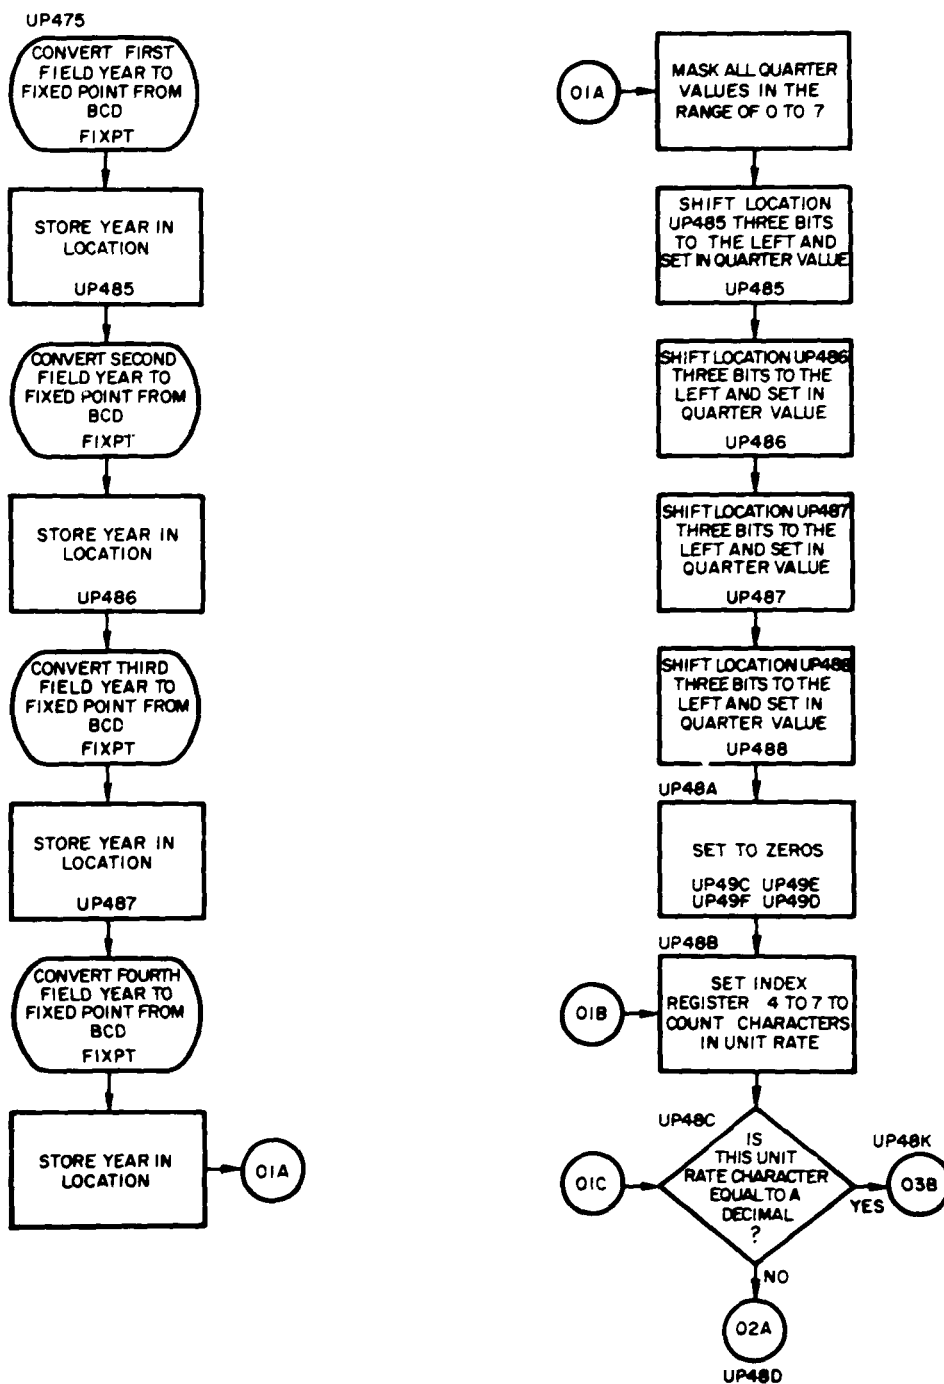 UP475
CONVERT FIRST
FIELD YEAR TO
FIXED POINT FROM
BCD
FIXPT
STORE YEAR IN
LOCATION
UP485
CONVERT SECOND
FIELD YEAR TO
FIXED POINT FROM
BCD
FIXPT
STORE YEAR IN
LOCATION
UP486
CONVERT THIRD
FIELD YEAR TO
FIXED POINT FROM
BCD
FIXPT
STORE YEAR IN
LOCATION
UP487
CONVERT FOURTH
FIELD YEAR TO
FIXED POINT FROM
BCD
FIXPT
STORE YEAR IN
LOCATION
01A
01A
MASK ALL QUARTER
VALUES IN THE
RANGE OF 0 TO 7
SHIFT LOCATION
UP485 THREE BITS
TO THE LEFT AND
SET IN QUARTER VALUE
UP485
SHIFT LOCATION UP486
THREE BITS TO THE
LEFT AND SET IN
QUARTER VALUE
UP486
SHIFT LOCATION UP487
THREE BITS TO THE
LEFT AND SET IN
QUARTER VALUE
UP487
SHIFT LOCATION UP488
THREE BITS TO THE
LEFT AND SET IN
QUARTER VALUE
UP488
UP48A
SET TO ZEROS
UP49C UP49E
UP49F UP49D
UP48B
01B
SET INDEX
REGISTER 4 TO 7 TO
COUNT CHARACTERS
IN UNIT RATE
UP48C
01C
IS
THIS UNIT
RATE CHARACTER
EQUAL TO A
DECIMAL
?
YES
UP48K
03B
NO
02A
UP48D